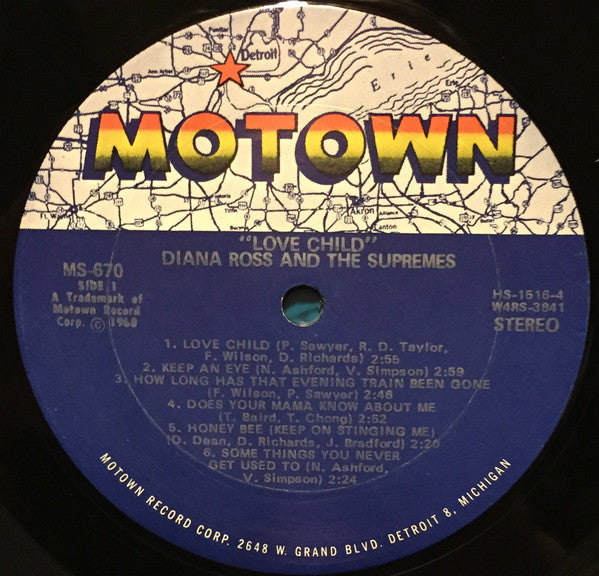 Detroit
Erie
MOTOWN
Akron
Alliance
Canton
"LOVE CHILD"
DIANA ROSS AND THE SUPREMES
MS-670
SIDE 1
A Trademark of
Motown Record
Corp. © 1968
HS-1516-4
W4RS-3841
STEREO
1. LOVE CHILD (P. Sawyer, R. D. Taylor,
F. Wilson, D. Richards) 2:55
2. KEEP AN EYE (N. Ashford, V. Simpson) 2:59
3. HOW LONG HAS THAT EVENING TRAIN BEEN GONE
(F. Wilson, P. Sawyer) 2:46
4. DOES YOUR MAMA KNOW ABOUT ME
(T. Baird, T. Chong) 2:52
5. HONEY BEE (KEEP ON STINGING ME)
(D. Dean, D. Richards, J. Bradford) 2:20
6. SOME THINGS YOU NEVER
GET USED TO (N. Ashford,
V. Simpson) 2:24
MOTOWN RECORD CORP. 2648 W. GRAND BLVD. DETROIT 8, MICHIGAN